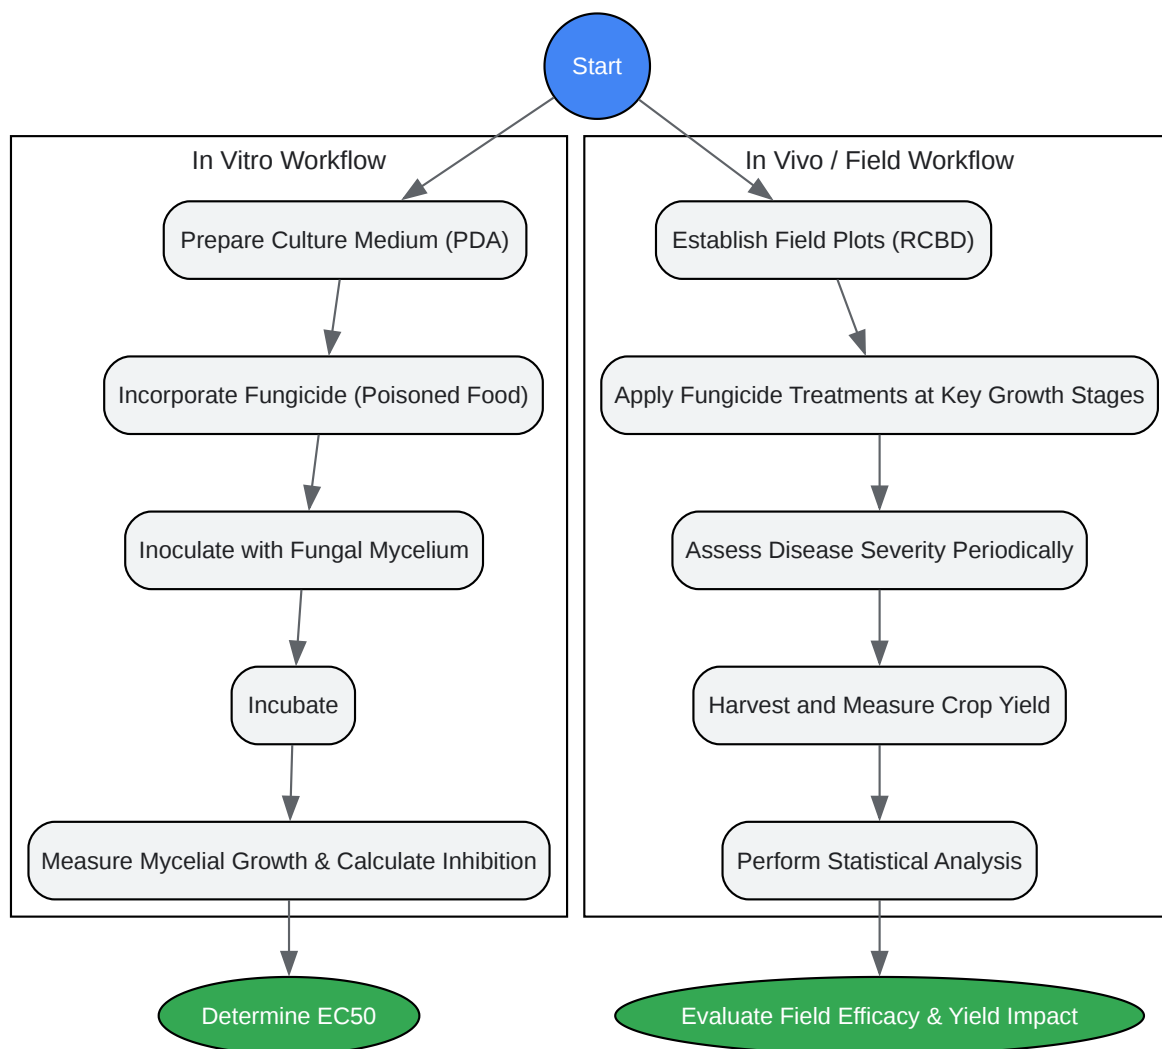 Start
In Vitro Workflow
Prepare Culture Medium (PDA)
Incorporate Fungicide (Poisoned Food)
Inoculate with Fungal Mycelium
Incubate
Measure Mycelial Growth & Calculate Inhibition
Determine EC50
In Vivo / Field Workflow
Establish Field Plots (RCBD)
Apply Fungicide Treatments at Key Growth Stages
Assess Disease Severity Periodically
Harvest and Measure Crop Yield
Perform Statistical Analysis
Evaluate Field Efficacy & Yield Impact